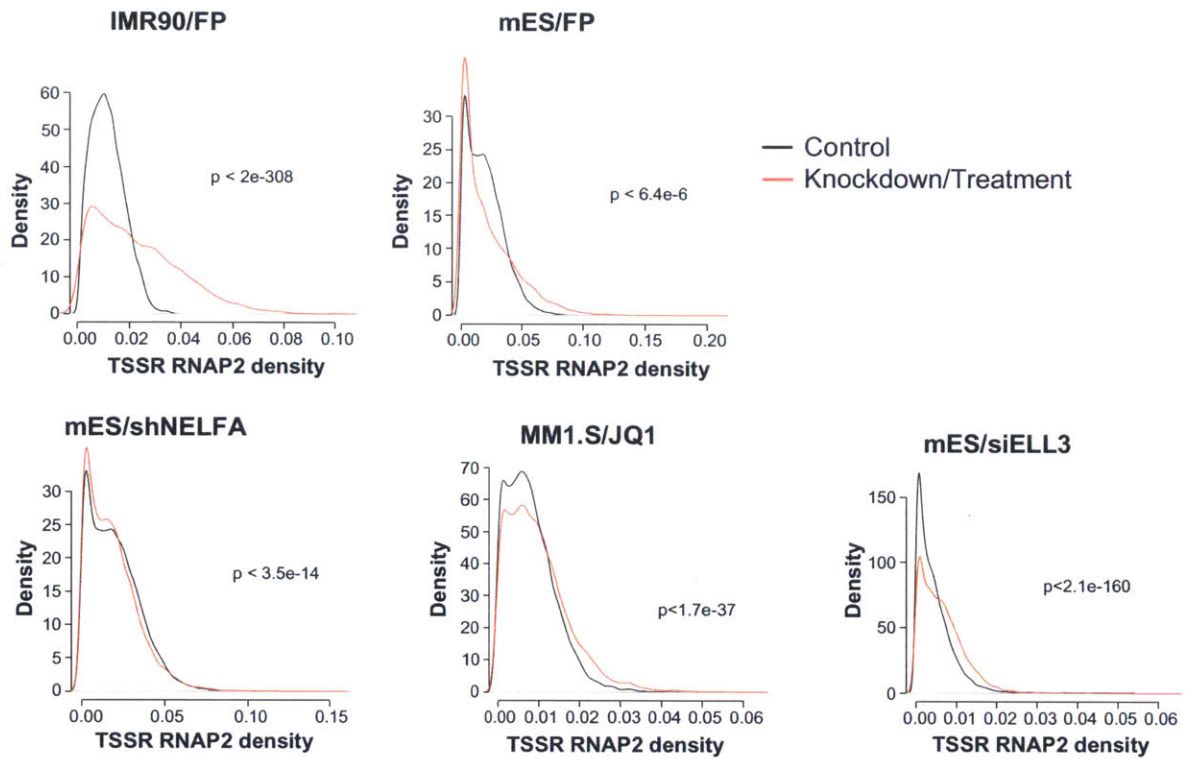 IMR90/FP
mES/FP
60
50
40
30
20
10
0
Density
p < 2e-308
0.00 0.02 0.04 0.06 0.08 0.10
TSSR RNAP2 density
30
25
20
15
10
5
0
Density
p < 6.4e-6
0.00 0.05 0.10 0.15 0.20
TSSR RNAP2 density
Control
Knockdown/Treatment
mES/shNELFA
MM1.S/JQ1
mES/siELL3
30
25
20
15
10
5
0
Density
p < 3.5e-14
0.00 0.05 0.15
TSSR RNAP2 density
70
60
50
40
30
20
10
0
Density
p<1.7e-37
0.00 0.01 0.02 0.03 0.04 0.06
TSSR RNAP2 density
150
100
50
0
Density
p<2.1e-160
0.00 0.01 0.02 0.03 0.04 0.05 0.06
TSSR RNAP2 density